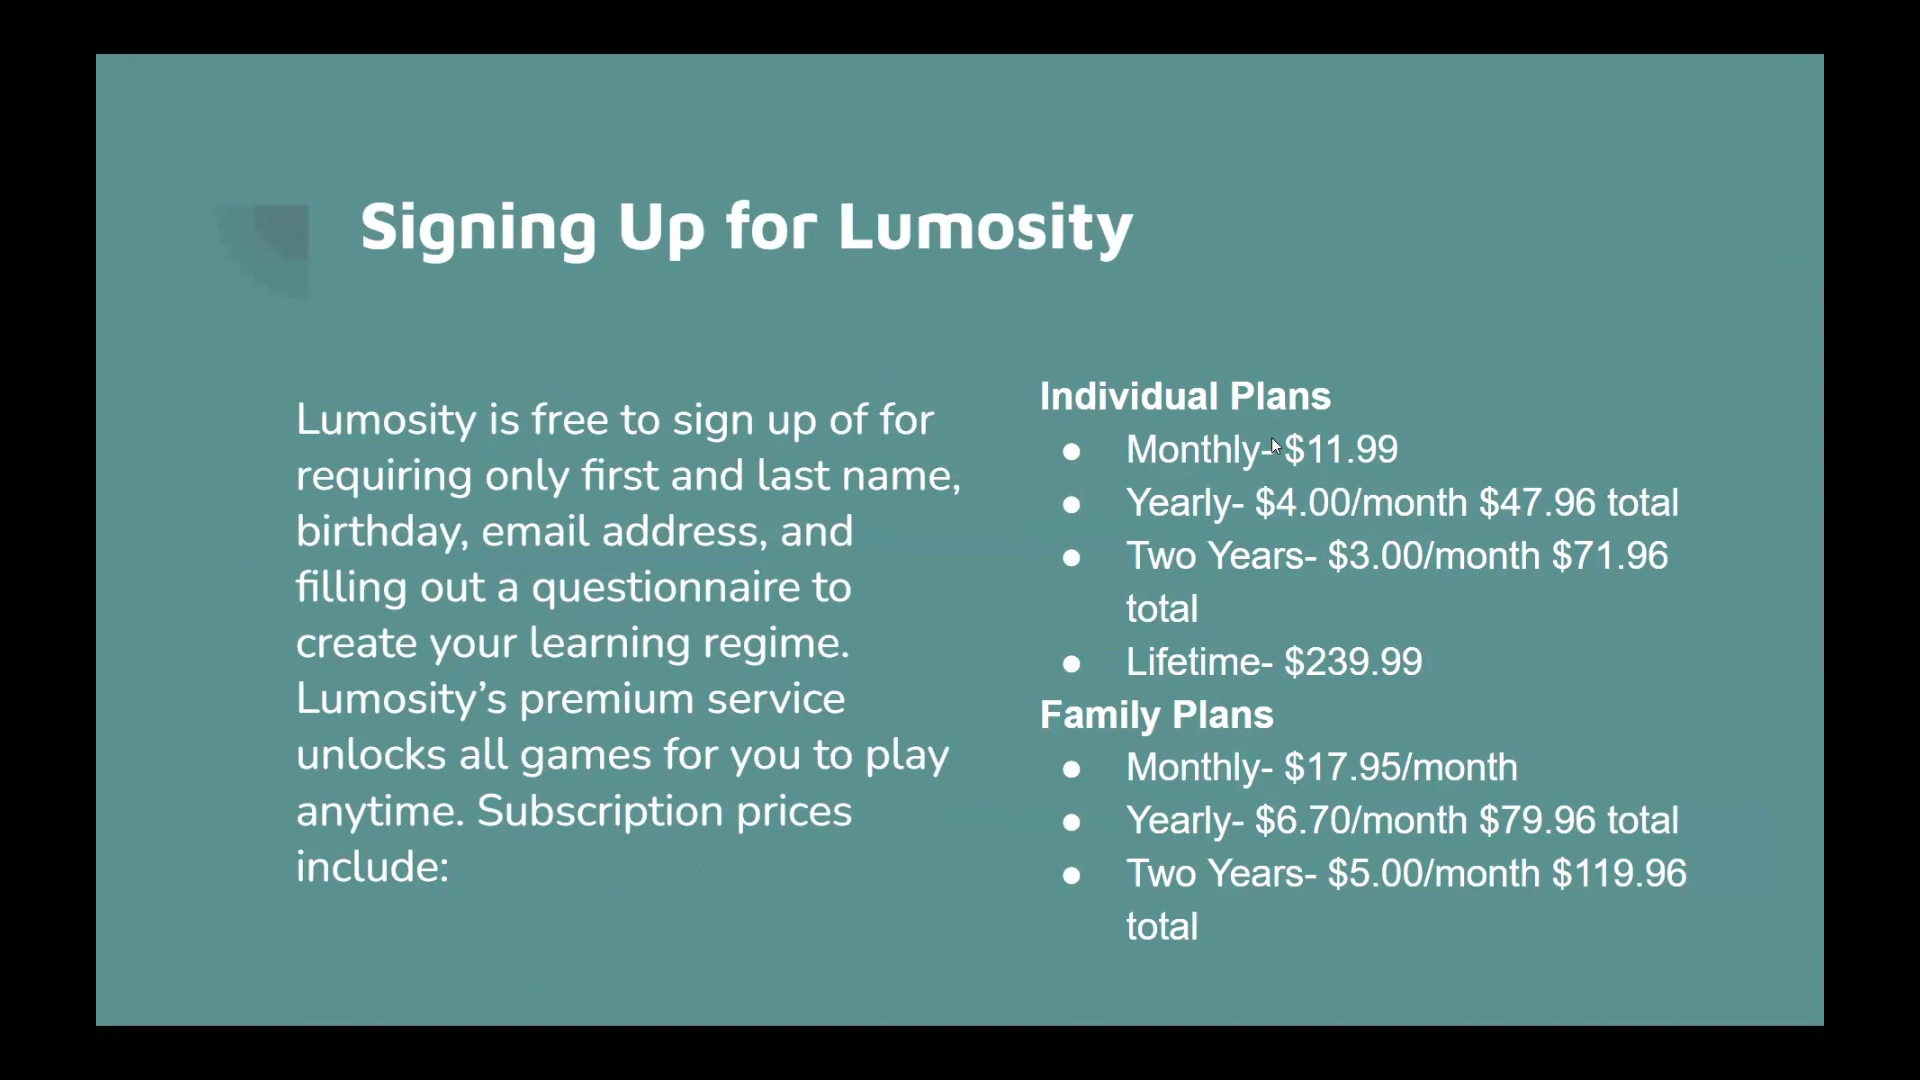 Signing Up for Lumosity
Lumosity is free to sign up of for
requiring only first and last name,
birthday, email address, and
filling out a questionnaire to
create your learning regime.
Lumosity’s premium service
unlocks all games for you to play
anytime. Subscription prices
include:
Individual Plans
● Monthly- $11.99
● Yearly- $4.00/month $47.96 total
● Two Years- $3.00/month $71.96
total
● Lifetime- $239.99
Family Plans
● Monthly- $17.95/month
● Yearly- $6.70/month $79.96 total
● Two Years- $5.00/month $119.96
total